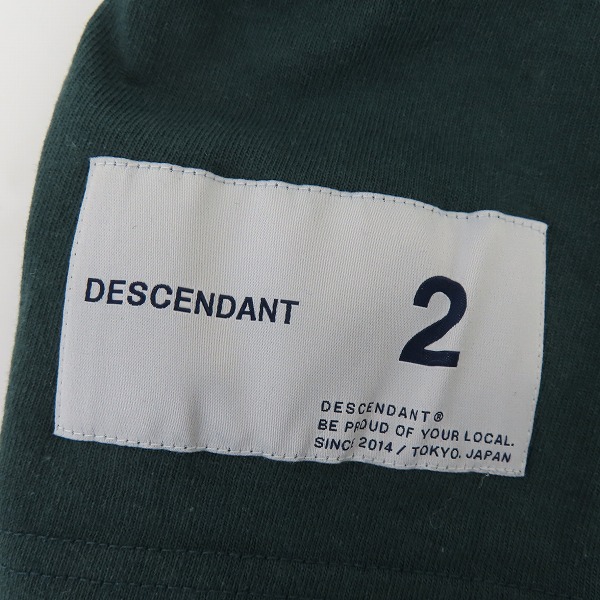 DESCENDANT
2
DESCENDANT®
BE PROUD OF YOUR LOCAL.
SINCE 2014 / TOKYO, JAPAN